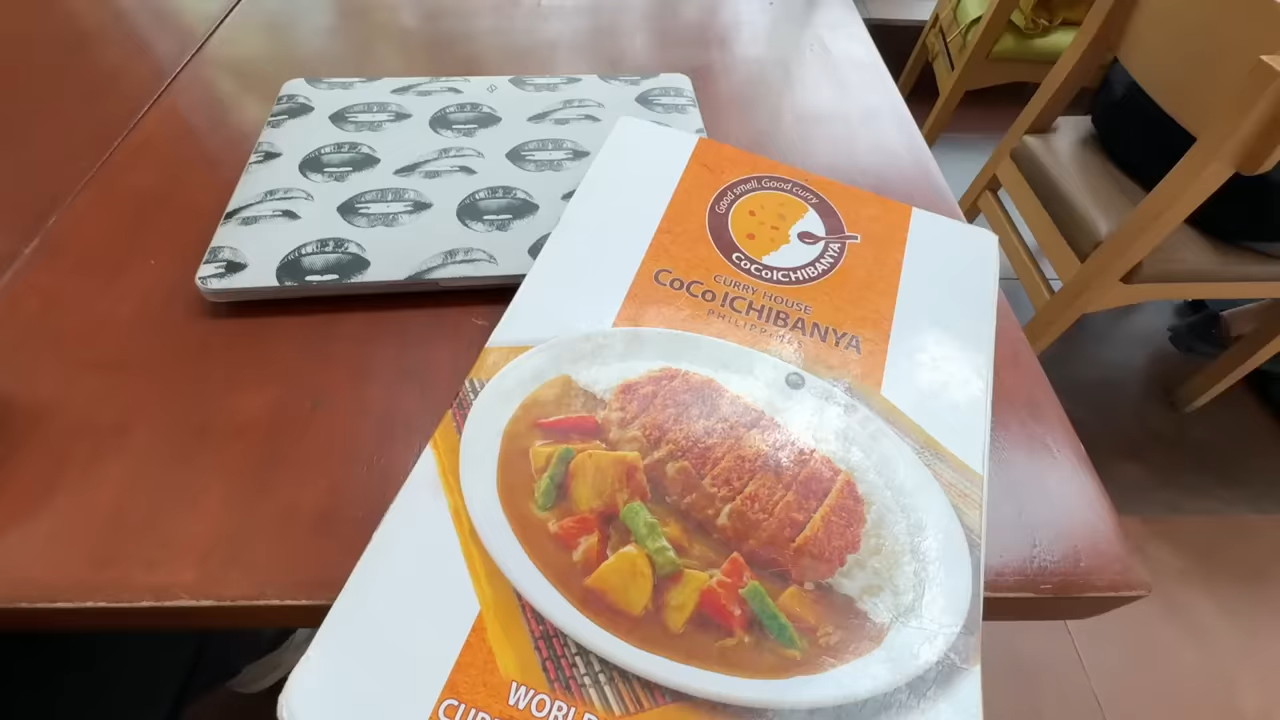 Good smell. Good curry
CoCoICHIBANYA
CURRY HOUSE
CoCo ICHIBANYA
PHILIPPINES
WORLD